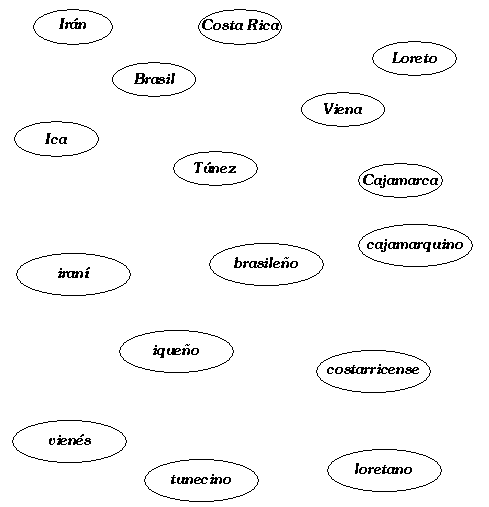 Irán
Costa Rica
Loreto
Brasil
Viena
Ica
Túnez
Cajamarca
cajamarquino
iraní
brasileño
iqueño
costarricense
vienés
tunecino
loretano